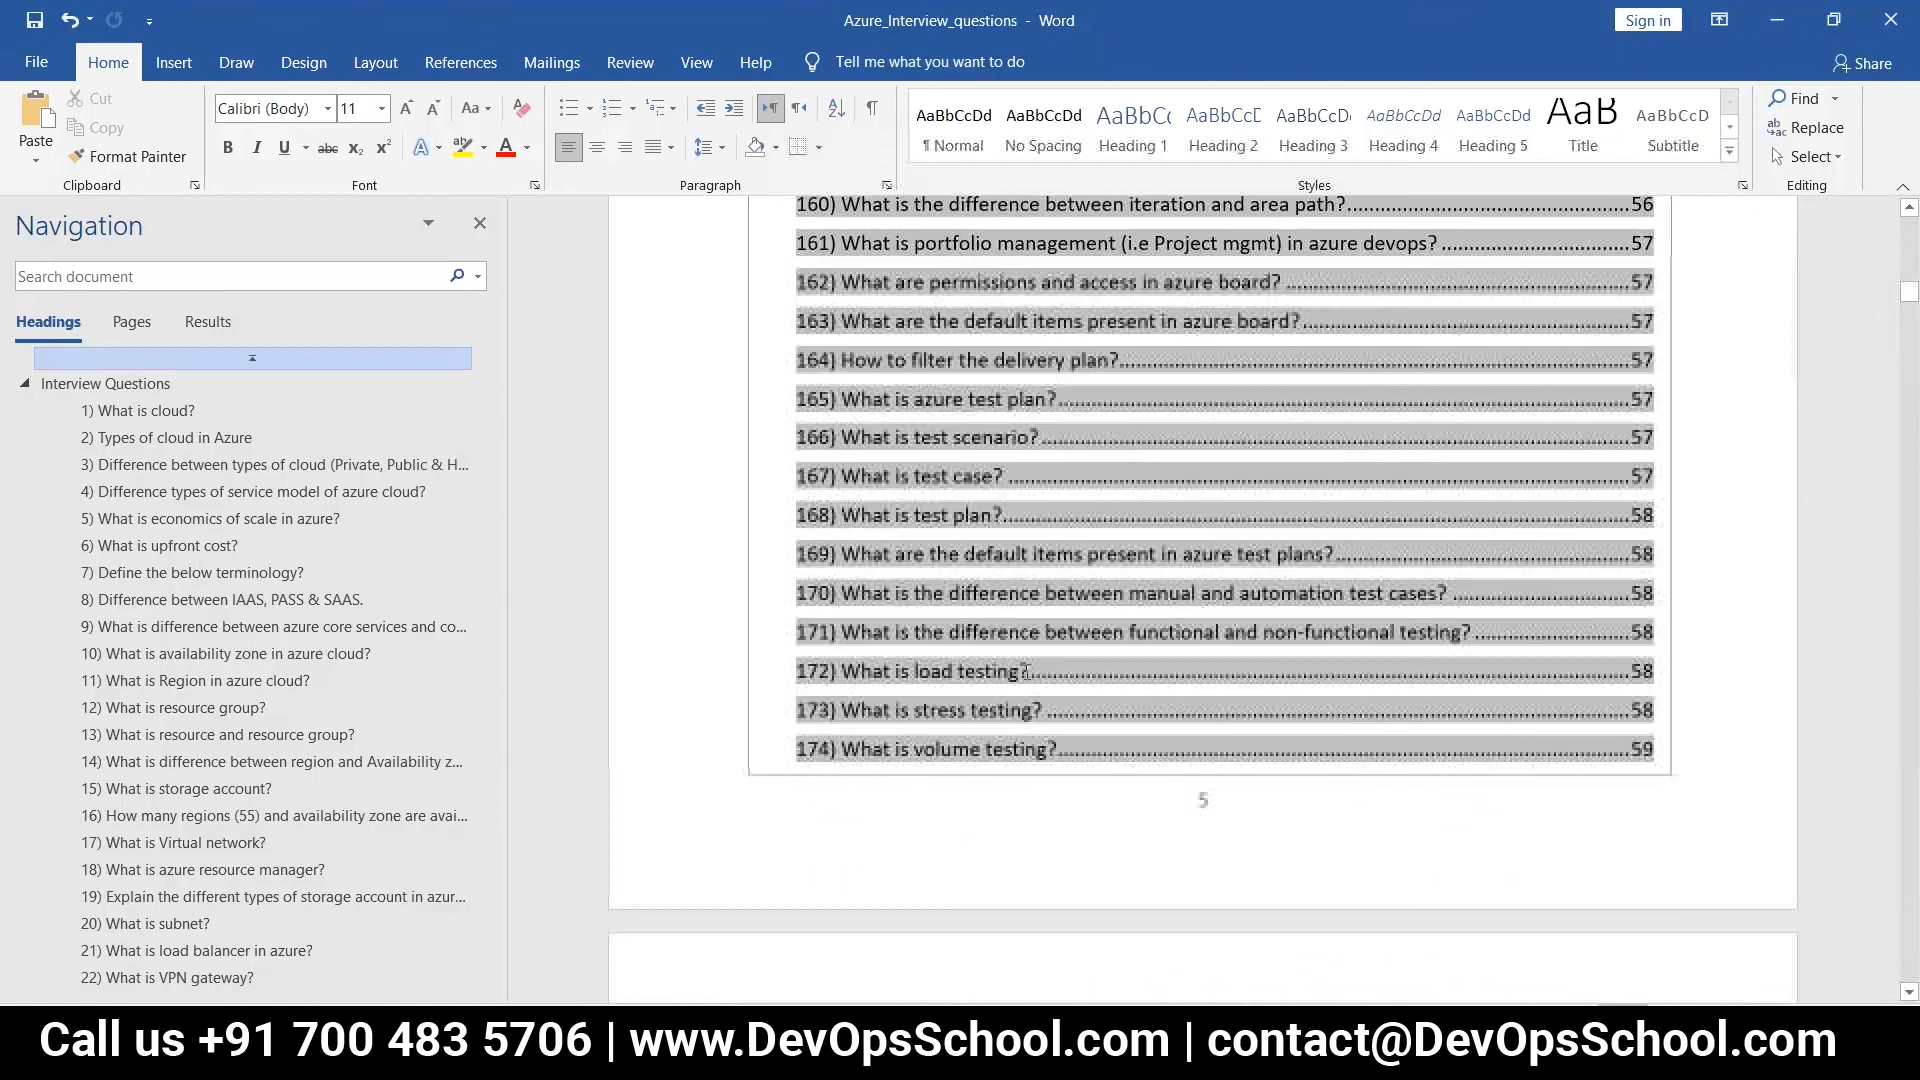 Azure_Interview_questions - Word
Sign in
File
Home
Insert
Draw
Design
Layout
References
Mailings
Review
View
Help
Tell me what you want to do
Share
Paste
Cut
Copy
Format Painter
Clipboard
Calibri (Body)
11
Font
Paragraph
AaBbCcDd
¶ Normal
AaBbCcDd
No Spacing
AaBbCc
Heading 1
AaBbCcD
Heading 2
AaBbCcDd
Heading 3
AaBbCcDd
Heading 4
AaBbCcDd
Heading 5
AaB
Title
AaBbCcD
Subtitle
Styles
Find
Replace
Select
Editing
Navigation
Search document
Headings
Pages
Results
Interview Questions
1) What is cloud?
2) Types of cloud in Azure
3) Difference between types of cloud (Private, Public & H...
4) Difference types of service model of azure cloud?
5) What is economics of scale in azure?
6) What is upfront cost?
7) Define the below terminology?
8) Difference between IAAS, PASS & SAAS.
9) What is difference between azure core services and co...
10) What is availability zone in azure cloud?
11) What is Region in azure cloud?
12) What is resource group?
13) What is resource and resource group?
14) What is difference between region and Availability z...
15) What is storage account?
16) How many regions (55) and availability zone are avai...
17) What is Virtual network?
18) What is azure resource manager?
19) Explain the different types of storage account in azur...
20) What is subnet?
21) What is load balancer in azure?
22) What is VPN gateway?
160) What is the difference between iteration and area path?....56
161) What is portfolio management (i.e Project mgmt) in azure devops? ....57
162) What are permissions and access in azure board? ....57
163) What are the default items present in azure board?....57
164) How to filter the delivery plan?....57
165) What is azure test plan?....57
166) What is test scenario?....57
167) What is test case? ....57
168) What is test plan?....58
169) What are the default items present in azure test plans?....58
170) What is the difference between manual and automation test cases? ....58
171) What is the difference between functional and non-functional testing? ....58
172) What is load testing?....58
173) What is stress testing? ....58
174) What is volume testing?....59
5
Call us +91 700 483 5706 | www.DevOpsSchool.com | contact@DevOpsSchool.com